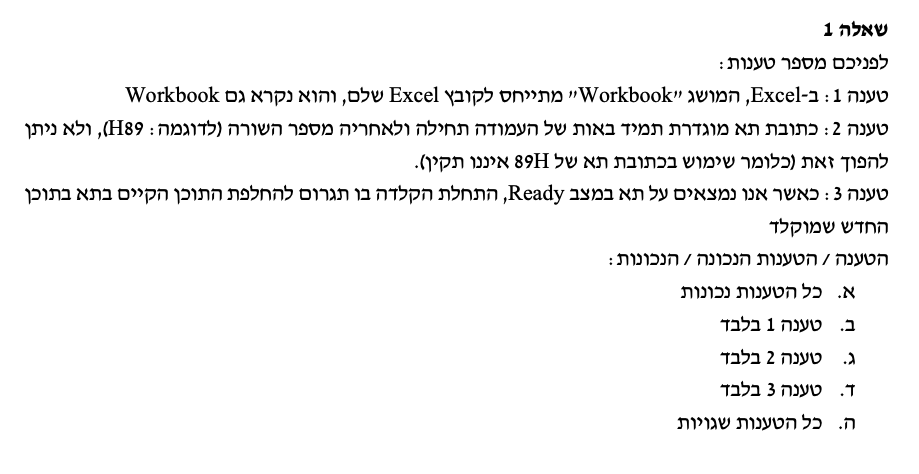 שאלה 1
לפניכם מספר טענות:
טענה 1: ב-Excel, המושג "Workbook" מתייחס לקובץ Excel שלם, והוא נקרא גם Workbook
טענה 2: כתובת תא מוגדרת תמיד באות של העמודה תחילה ולאחריה מספר השורה (לדוגמה: H89), ולא ניתן
להפוך זאת (כלומר שימוש בכתובת תא של 89H איננו תקין).
טענה 3: כאשר אנו נמצאים על תא במצב Ready, התחלת הקלדה בו תגרום להחלפת התוכן הקיים בתא בתוכן
החדש שמוקלד
הטענה / הטענות הנכונה / הנכונות:
א. כל הטענות נכונות
ב. טענה 1 בלבד
ג. טענה 2 בלבד
ד. טענה 3 בלבד
ה. כל הטענות שגויות